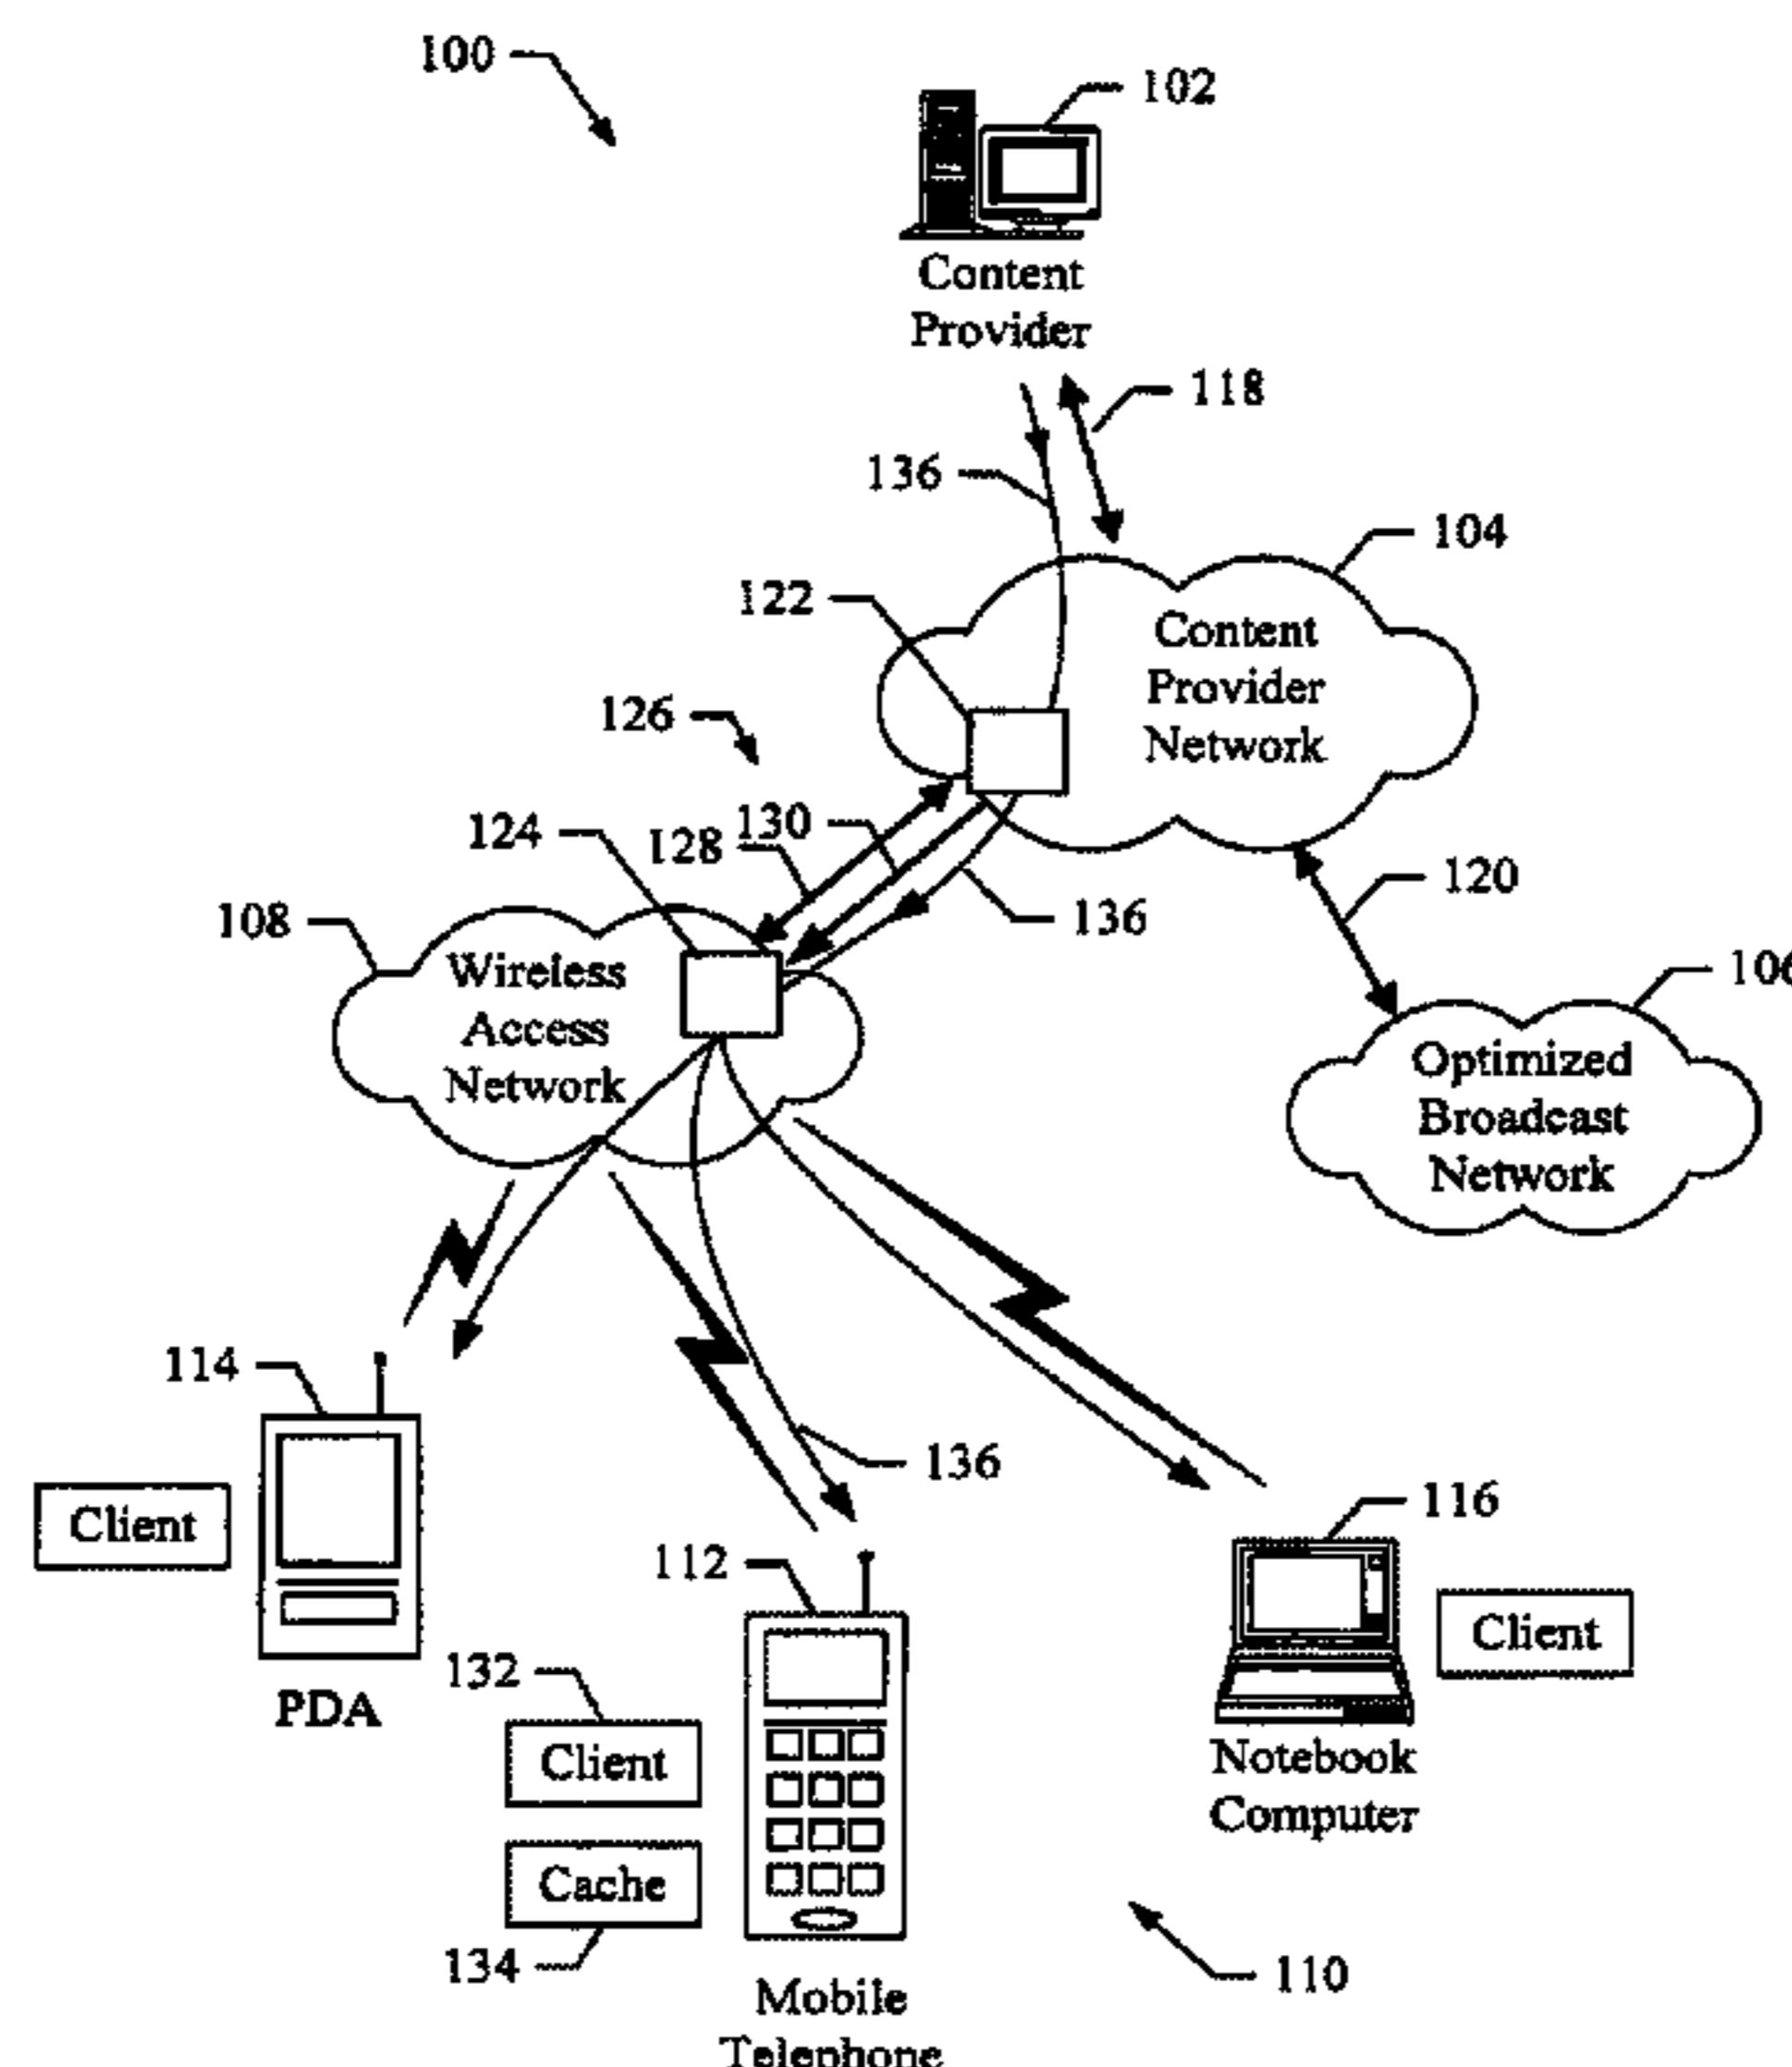 100
102
Content
Provider
118
136
104
122
Content
Provider
Network
126
130
124
128
120
136
108
Wireless
Access
Network
106
Optimized
Broadcast
Network
114
136
116
Client
112
Client
132
PDA
Client
Notebook
Computer
Cache
134
110
Mobile
Telephone